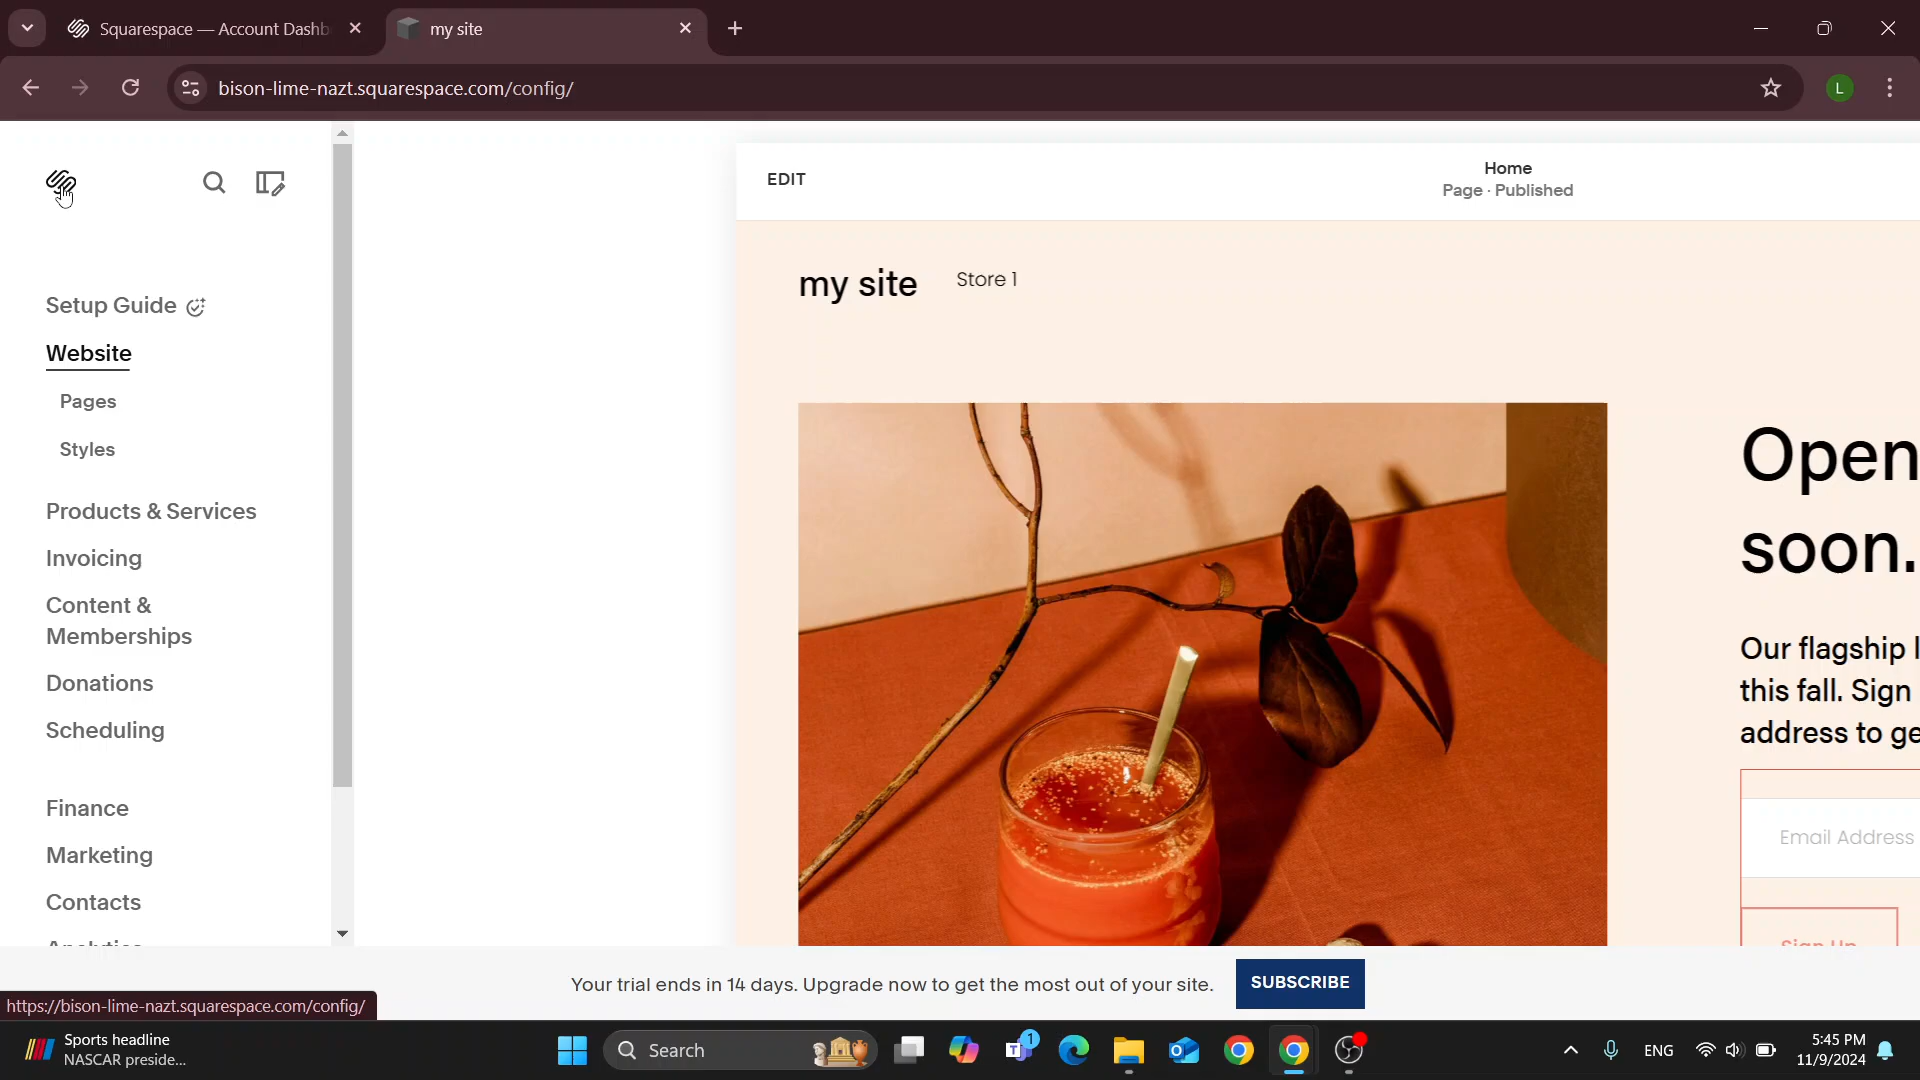 Squarespace — Account Dashb
my site
bison-lime-nazt.squarespace.com/config/
L
EDIT
Home
Page · Published
my site
Store 1
Setup Guide
Website
Pages
Styles
Products & Services
Invoicing
Content &
Memberships
Donations
Scheduling
Finance
Marketing
Contacts
Analytics
Open
soon.
Our flagship l
this fall. Sign
address to ge
Email Address
Sign Up
Your trial ends in 14 days. Upgrade now to get the most out of your site.
SUBSCRIBE
https://bison-lime-nazt.squarespace.com/config/
Sports headline
NASCAR preside...
Search
1
ENG
5:45 PM
11/9/2024